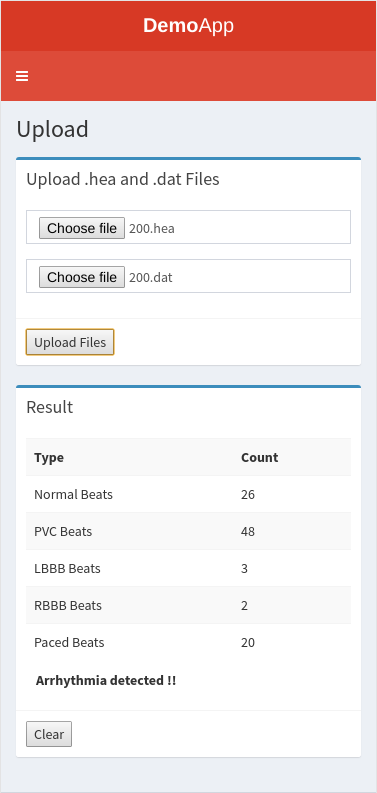 DemoApp
Upload
Upload .hea and .dat Files
Choose file 200.hea
Choose file 200.dat
Upload Files
Result
Type Count
Normal Beats 26
PVC Beats 48
LBBB Beats 3
RBBB Beats 2
Paced Beats 20
Arrhythmia detected !!
Clear